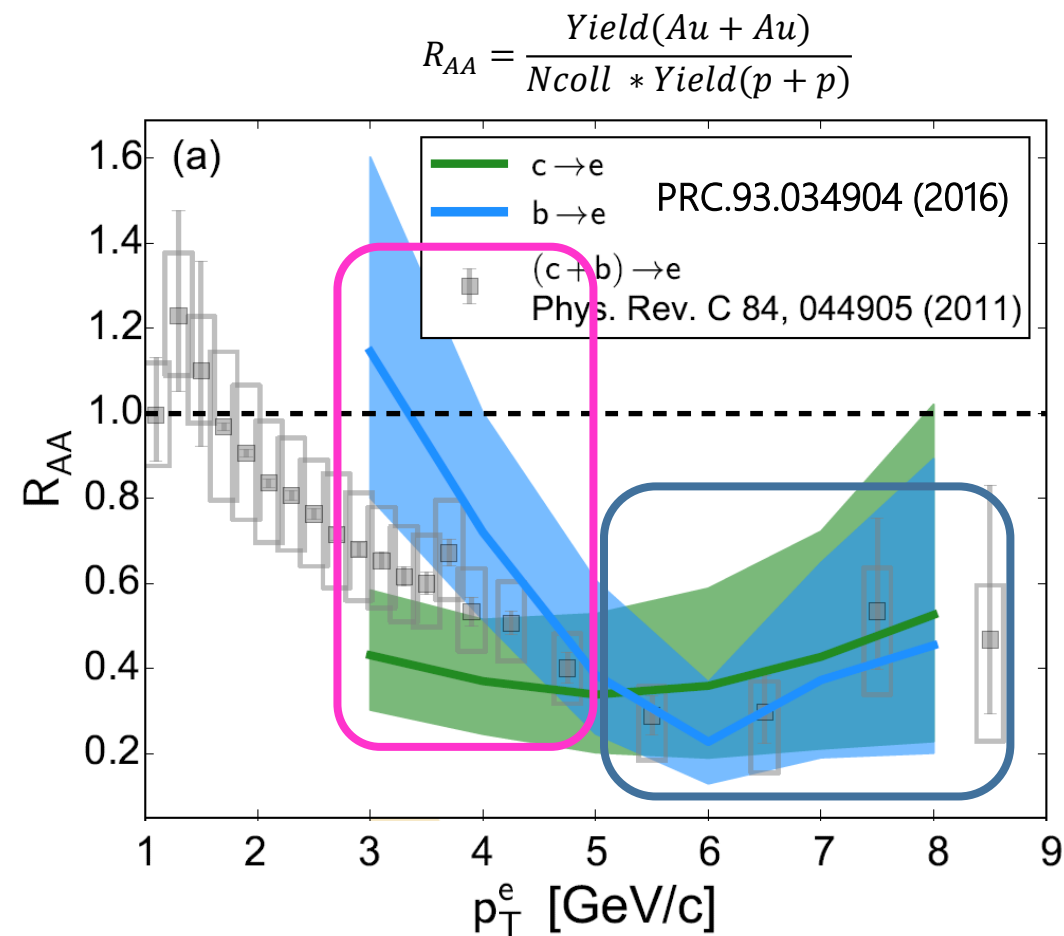 R_AA = Yield(Au + Au) / Ncoll ∗ Yield(p + p)
(a)
c →e
b →e
PRC.93.034904 (2016)
(c + b) →e
Phys. Rev. C 84, 044905 (2011)
R_AA
1.6
1.4
1.2
1.0
0.8
0.6
0.4
0.2
1 2 3 4 5 6 7 8 9
p_T^e [GeV/c]